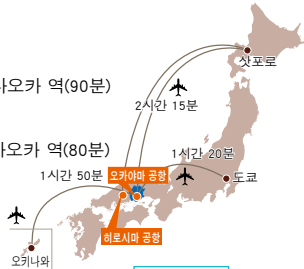 삿포로
나오카 역(90분)
2시간 15분
나오카 역(80분)
1시간 20분
1시간 50분
오카야마 공항
도쿄
히로시마 공항
오키나와